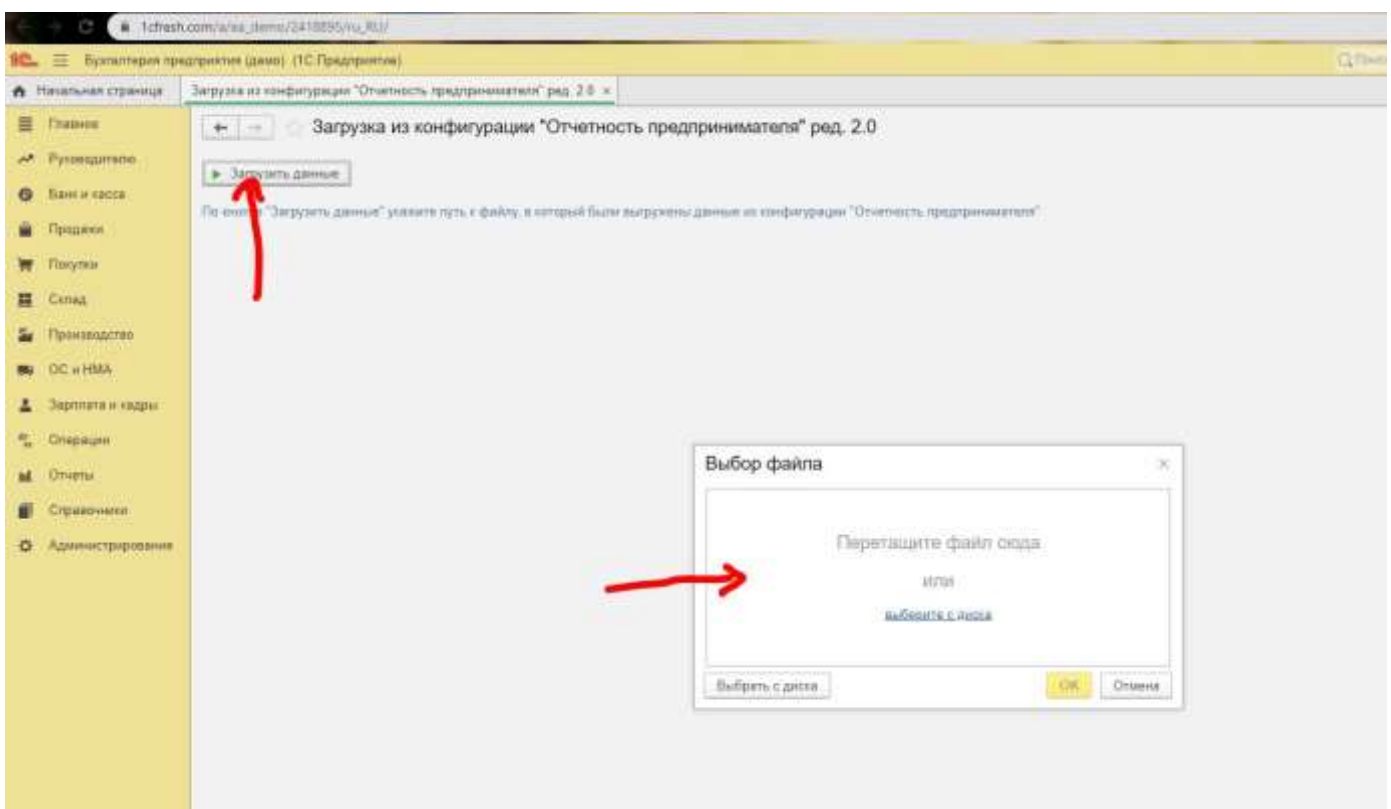 1cfresh.com/a/ea_demo/2418895/ru_RU/
1С Бухгалтерия предприятия (демо) (1С:Предприятие)
Начальная страница
Загрузка из конфигурации "Отчетность предпринимателя" ред. 2.0 ×
Главное
Загрузка из конфигурации "Отчетность предпринимателя" ред. 2.0
Руководителю
Загрузить данные
Банк и касса
По кнопке "Загрузить данные" укажите путь к файлу, в который были выгружены данные из конфигурации "Отчетность предпринимателя"
Продажи
Покупки
Склад
Производство
ОС и НМА
Зарплата и кадры
Операции
Отчеты
Справочники
Администрирование
Выбор файла ×
Перетащите файл сюда
или
выберите с диска
Выбрать с диска
ОК
Отмена